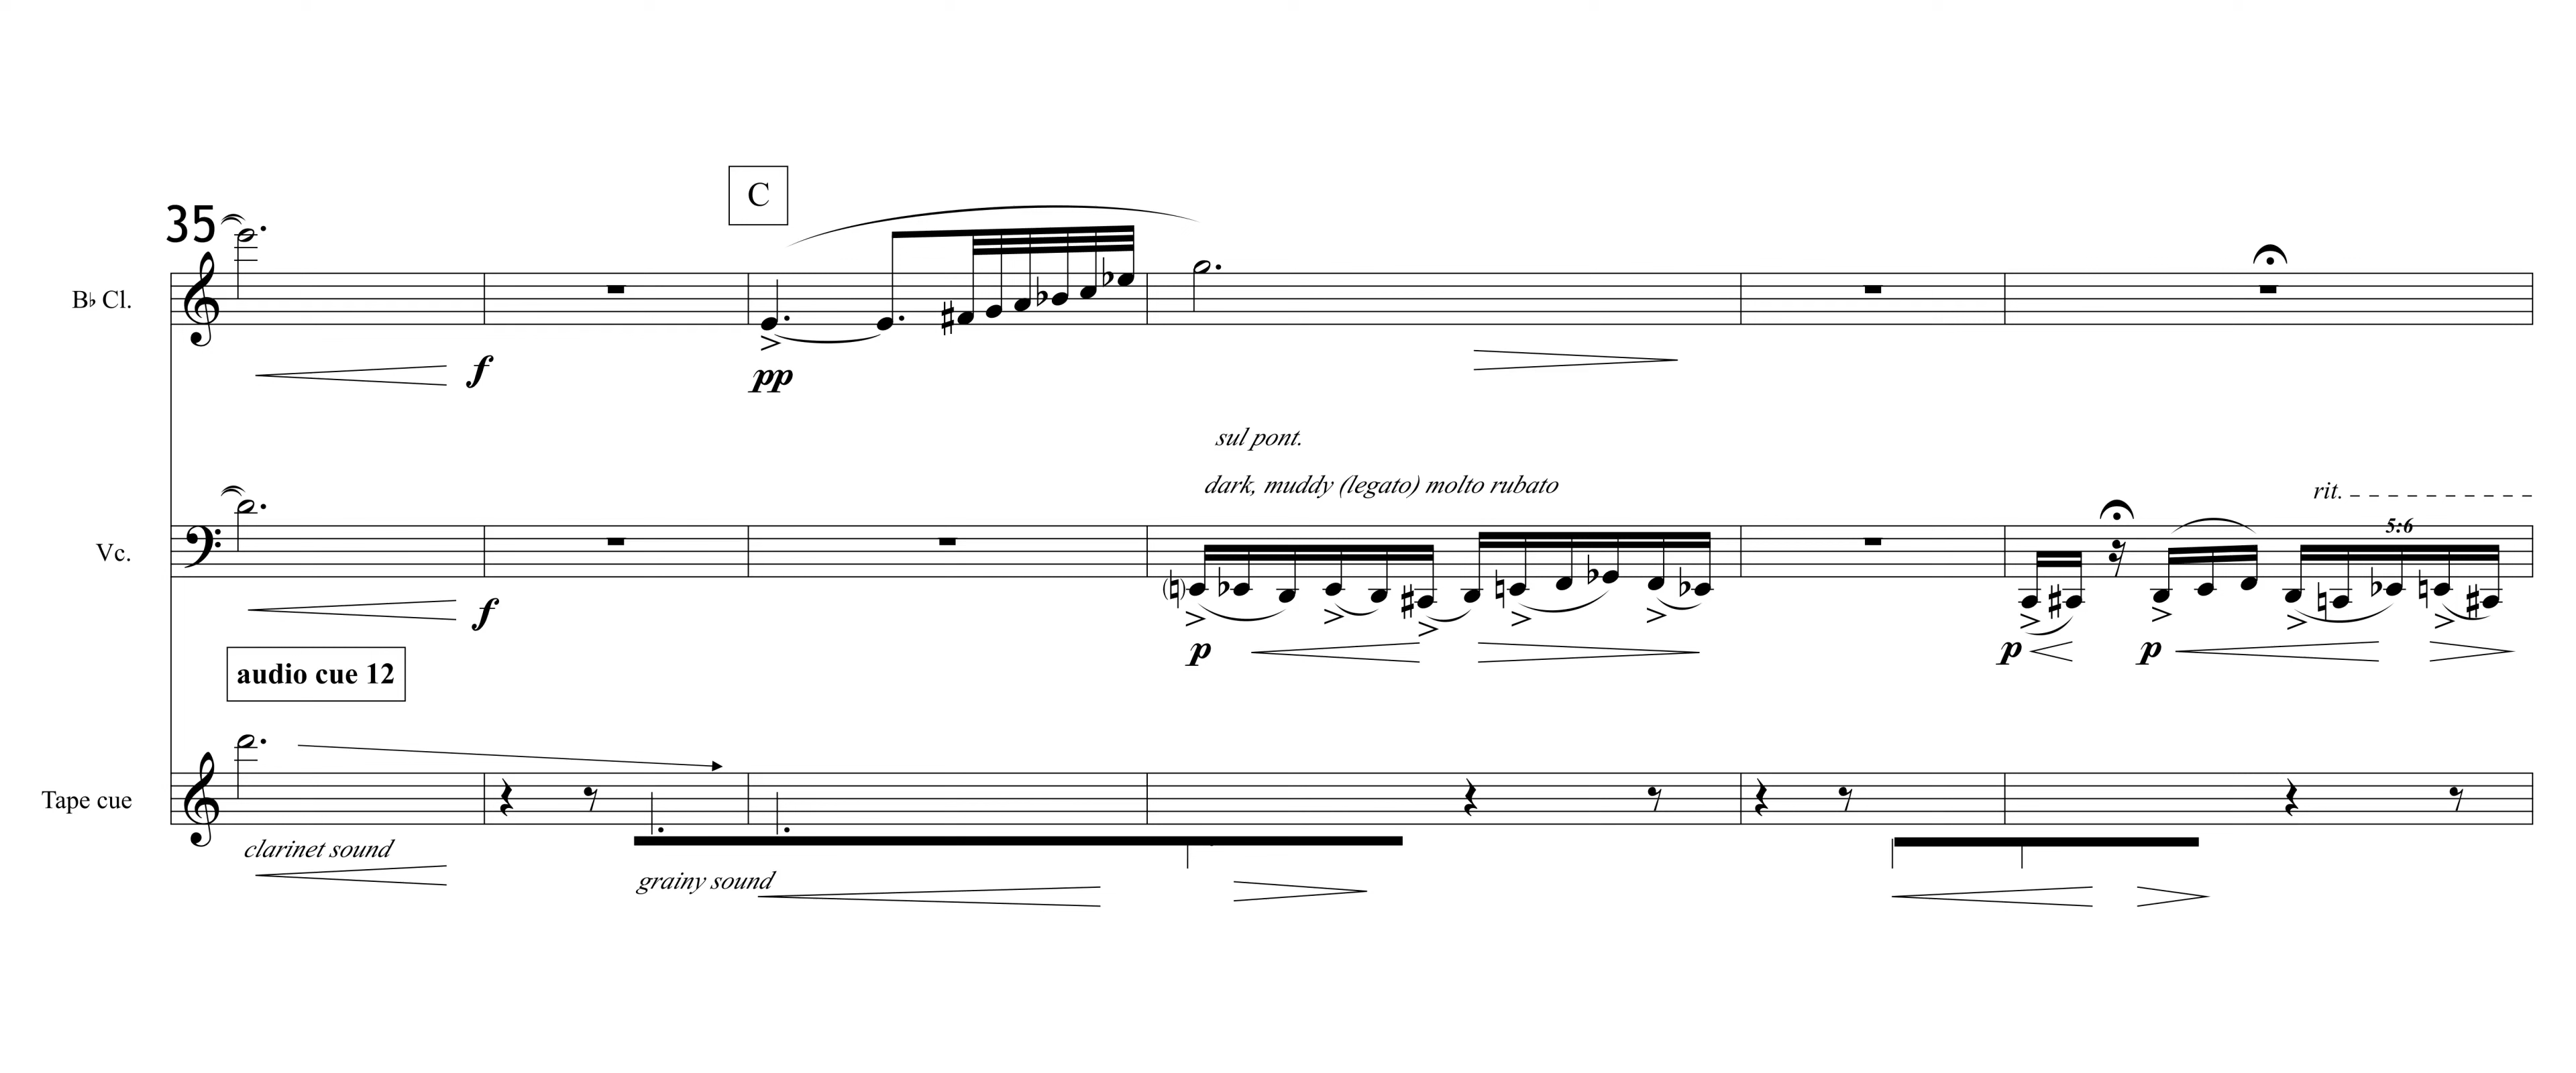 C
35
B♭ Cl.
f
pp
sul pont.
dark, muddy (legato) molto rubato
rit.
5:6
Vc.
f
p
p
p
audio cue 12
Tape cue
clarinet sound
grainy sound